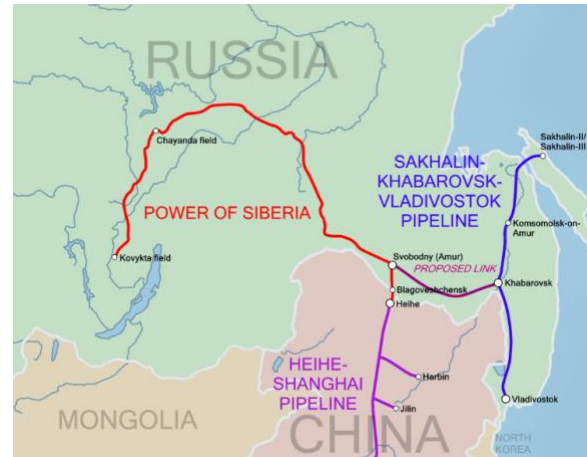 RUSSIA
Sakhalin-II/
Sakhalin-III
Chayanda field
SAKHALIN-
KHABAROVSK-
VLADIVOSTOK
PIPELINE
POWER OF SIBERIA
Komsomolsk-on-
Amur
Kovykta field
Svobodny (Amur)
PROPOSED LINK
Khabarovsk
Blagoveshchensk
Heihe
HEIHE-
SHANGHAI
PIPELINE
Harbin
Jilin
Vladivostok
MONGOLIA
CHINA
NORTH
KOREA